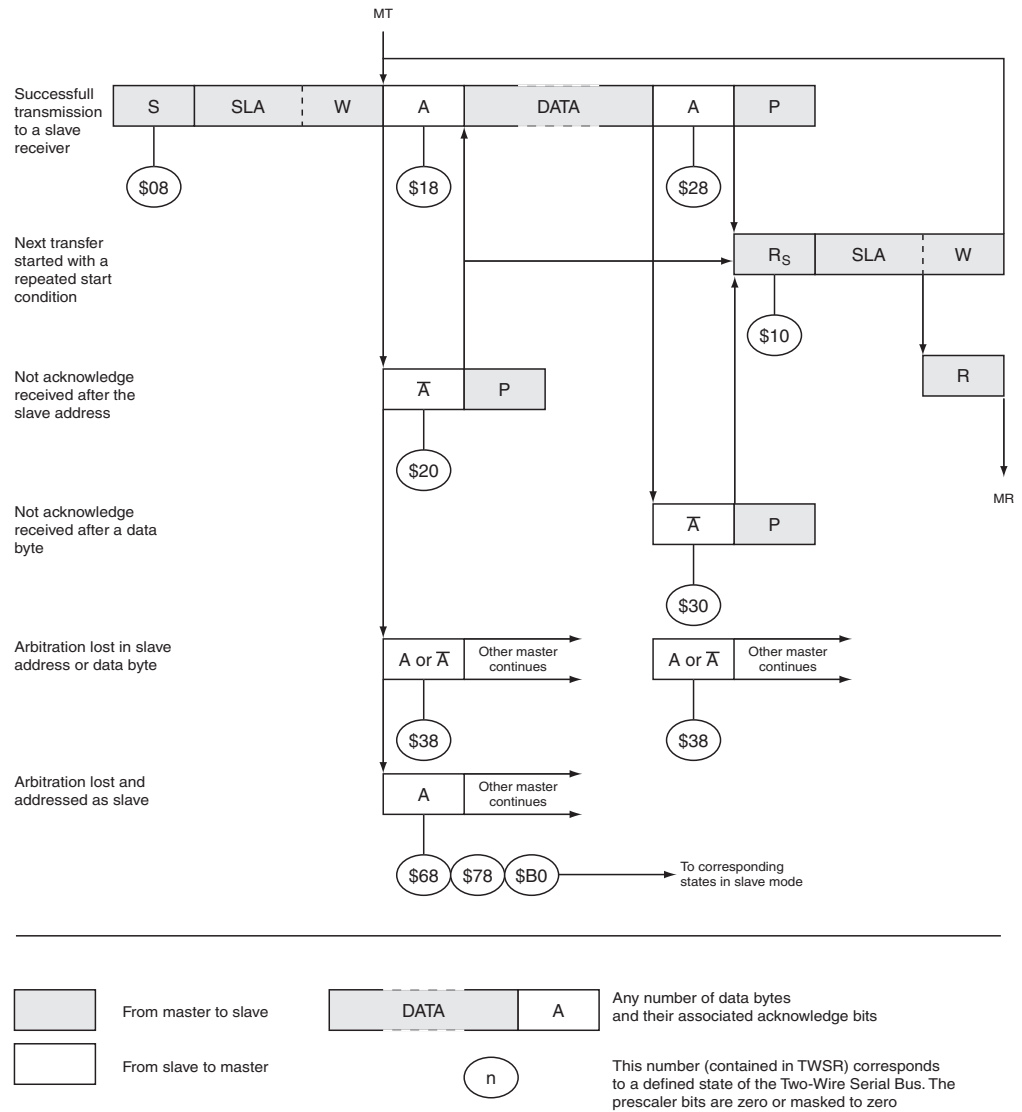 MT
Successfull
transmission
to a slave
receiver
S SLA W A DATA A P
$08 $18 $28
Next transfer
started with a
repeated start
condition
RS SLA W
$10
Not acknowledge
received after the
slave address
A̅ P
R
$20
MR
Not acknowledge
received after a data
byte
A̅ P
$30
Arbitration lost in slave
address or data byte
A or A̅ Other master
continues
A or A̅ Other master
continues
$38 $38
Arbitration lost and
addressed as slave
A Other master
continues
$68 $78 $B0
To corresponding
states in slave mode
From master to slave
DATA A
Any number of data bytes
and their associated acknowledge bits
From slave to master
n
This number (contained in TWSR) corresponds
to a defined state of the Two-Wire Serial Bus. The
prescaler bits are zero or masked to zero